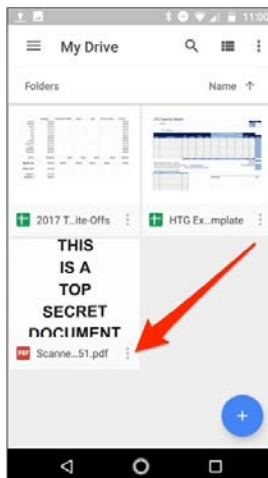 11:00
My Drive
Folders
Name
2017 T...ite-Offs
HTG Ex...mplate
THIS
IS A
TOP
SECRET
DOCUMENT
PDF
Scanne...51.pdf